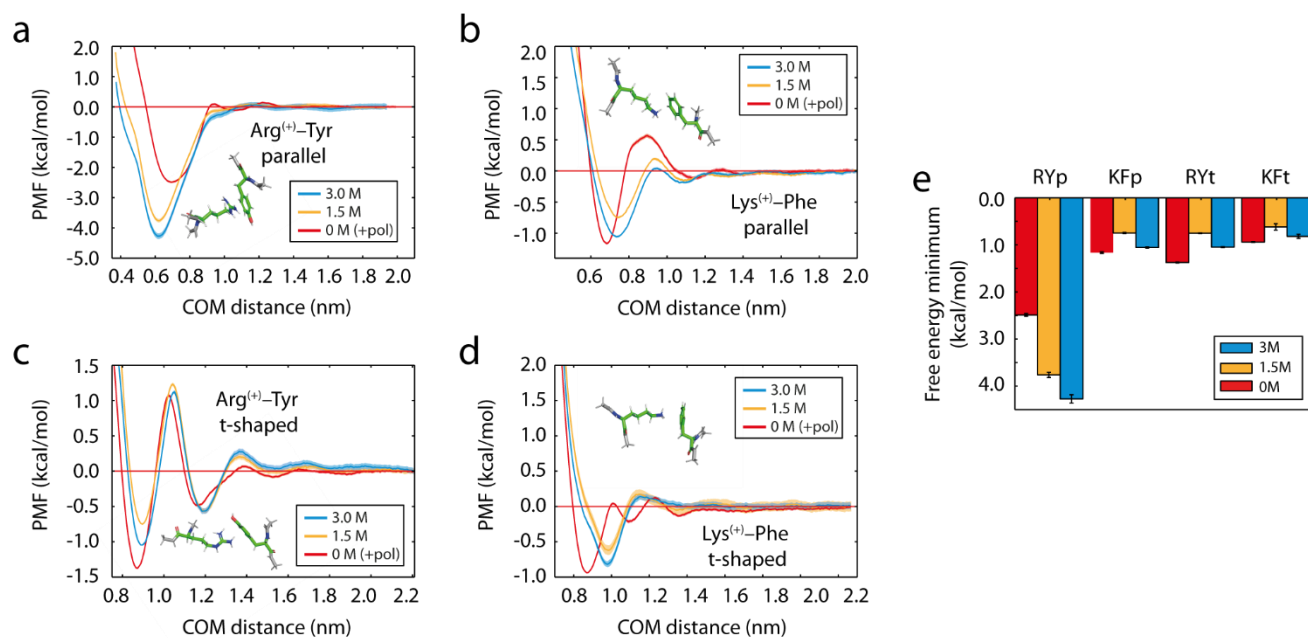 a
2.0
1.0
0.0
-1.0
-2.0
-3.0
-4.0
-5.0
PMF (kcal/mol)
Arg(+)–Tyr
parallel
3.0 M
1.5 M
0 M (+pol)
0.4 0.6 0.8 1.0 1.2 1.4 1.6 1.8 2.0
COM distance (nm)
b
2.0
1.5
1.0
0.5
0.0
-0.5
-1.0
PMF (kcal/mol)
3.0 M
1.5 M
0 M (+pol)
Lys(+)–Phe
parallel
0.6 0.8 1.0 1.2 1.4 1.6 1.8 2.0
COM distance (nm)
c
1.5
1.0
0.5
0.0
-0.5
-1.0
-1.5
PMF (kcal/mol)
Arg(+)–Tyr
t-shaped
3.0 M
1.5 M
0 M (+pol)
0.8 1.0 1.2 1.4 1.6 1.8 2.0 2.2
COM distance (nm)
d
2.0
1.5
1.0
0.5
0.0
-0.5
-1.0
PMF (kcal/mol)
3.0 M
1.5 M
0 M (+pol)
Lys(+)–Phe
t-shaped
0.8 1.0 1.2 1.4 1.6 1.8 2.0 2.2
COM distance (nm)
e
RYp KFp RYt KFt
0.0
1.0
2.0
3.0
4.0
Free energy minimum
(kcal/mol)
3M
1.5M
0M